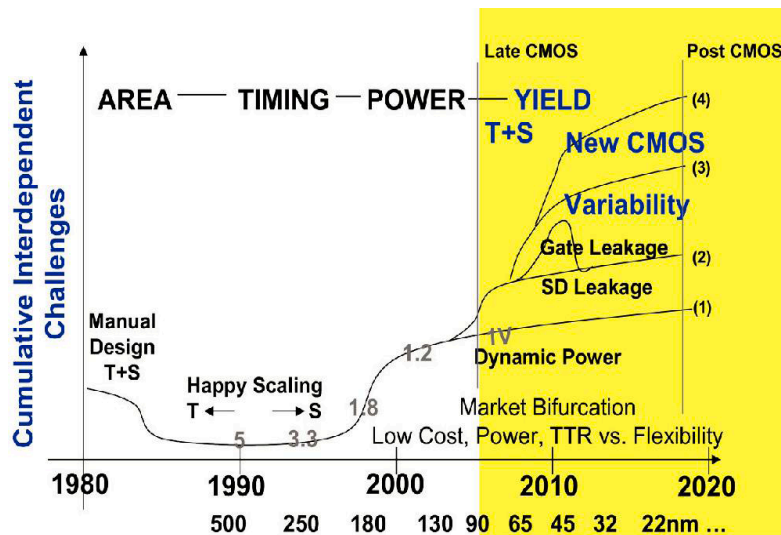 Late CMOS
Post CMOS
AREA
TIMING
POWER
YIELD
T+S
(4)
New CMOS
(3)
Variability
Gate Leakage
(2)
SD Leakage
(1)
Cumulative Interdependent
Challenges
Manual
Design
T+S
Happy Scaling
T
S
5
3.3
1.8
1.2
IV
Dynamic Power
Market Bifurcation
Low Cost, Power, TTR vs. Flexibility
1980 1990 2000 2010 2020
500 250 180 130 90 65 45 32 22nm ...